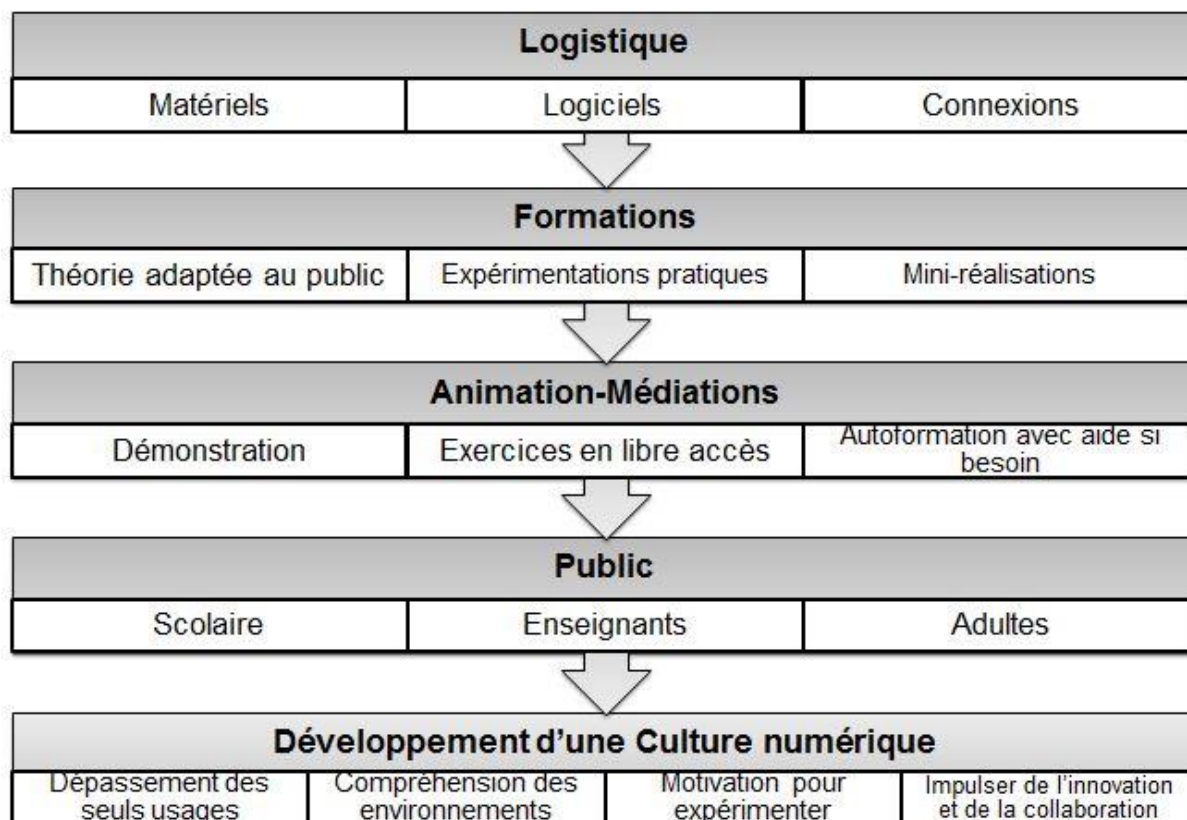 Logistique
Matériels Logiciels Connexions
Formations
Théorie adaptée au public Expérimentations pratiques Mini-réalisations
Animation-Médiations
Démonstration Exercices en libre accès Autoformation avec aide si
besoin
Public
Scolaire Enseignants Adultes
Développement d'une Culture numérique
Dépassement des
seuls usages
Compréhension des
environnements
Motivation pour
expérimenter
Impulser de l'innovation
et de la collaboration